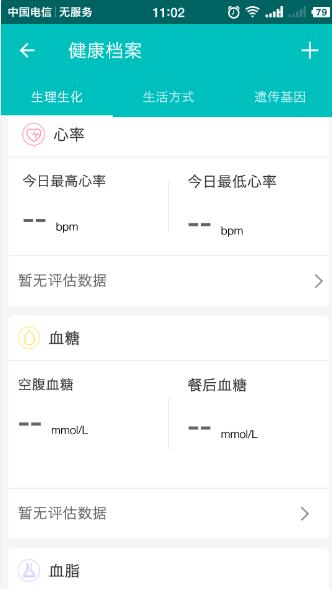 中国电信 | 无服务 11:02 79
健康档案
生理生化 生活方式 遗传基因
心率
今日最高心率 今日最低心率
-- bpm -- bpm
暂无评估数据
血糖
空腹血糖 餐后血糖
-- mmol/L -- mmol/L
暂无评估数据
血脂